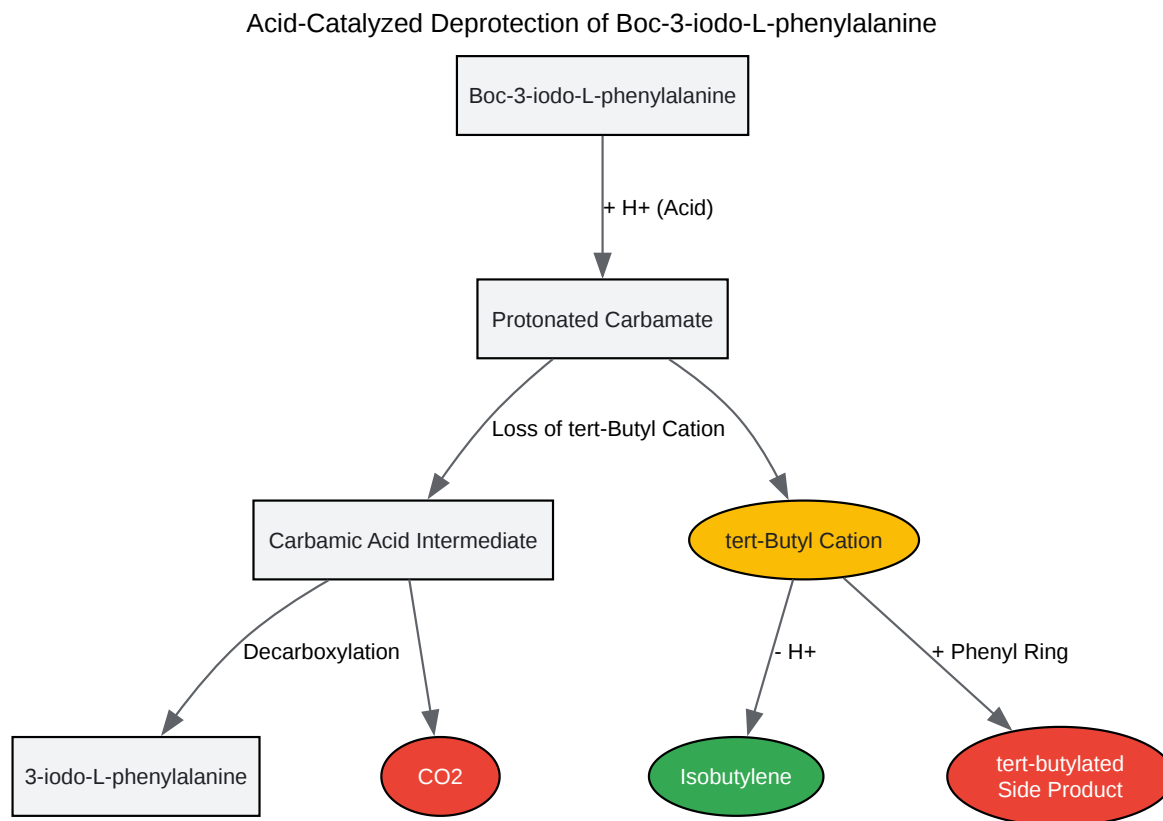 Acid-Catalyzed Deprotection of Boc-3-iodo-L-phenylalanine
Boc-3-iodo-L-phenylalanine
+ H+ (Acid)
Protonated Carbamate
Loss of tert-Butyl Cation
Carbamic Acid Intermediate
tert-Butyl Cation
Decarboxylation
- H+
+ Phenyl Ring
3-iodo-L-phenylalanine
CO2
Isobutylene
tert-butylated
Side Product